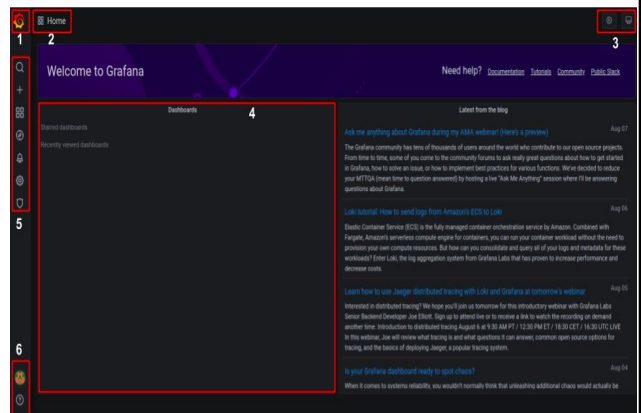 Home
1
2
3
Welcome to Grafana
Need help? Documentation Tutorials Community Public Slack
Dashboards
4
Starred dashboards
Recently viewed dashboards
Latest from the blog
Ask me anything about Grafana during my AMA webinar! (Here's a preview)
Aug 07
The Grafana community has tens of thousands of users around the world who contribute to our open source projects.
From time to time, some of you come to the community forums to ask really great questions about how to get started
in Grafana, how to solve an issue, or how to implement best practices for various functions. We've decided to reduce
your MTTQA (mean time to question answered) by hosting a live "Ask Me Anything" session where I'll be answering
questions about Grafana.
Loki tutorial: How to send logs from Amazon's ECS to Loki
Aug 06
Elastic Container Service (ECS) is the fully managed container orchestration service by Amazon. Combined with
Fargate, Amazon's serverless compute engine for containers, you can run your container workload without the need to
provision your own compute resources. But how can you consolidate and query all of your logs and metadata for these
workloads? Enter Loki, the log aggregation system from Grafana Labs that has proven to increase performance and
decrease costs.
Learn how to use Jaeger distributed tracing with Loki and Grafana at tomorrow's webinar
Aug 05
Interested in distributed tracing? We hope you'll join us tomorrow for this introductory webinar with Grafana Labs
Senior Backend Developer Joe Elliott. Sign up to attend live or to receive a link to watch the recording on demand
another time. Introduction to distributed tracing August 6 at 9:30 AM PT / 12:30 PM ET / 18:30 CET / 16:30 UTC LIVE
In this webinar, Joe will review what tracing is and what questions it can answer, common open source options for
tracing, and the basics of deploying Jaeger, a popular tracing system.
Is your Grafana dashboard ready to spot chaos?
Aug 04
When it comes to systems reliability, you wouldn't normally think that unleashing additional chaos would actually be
5
6